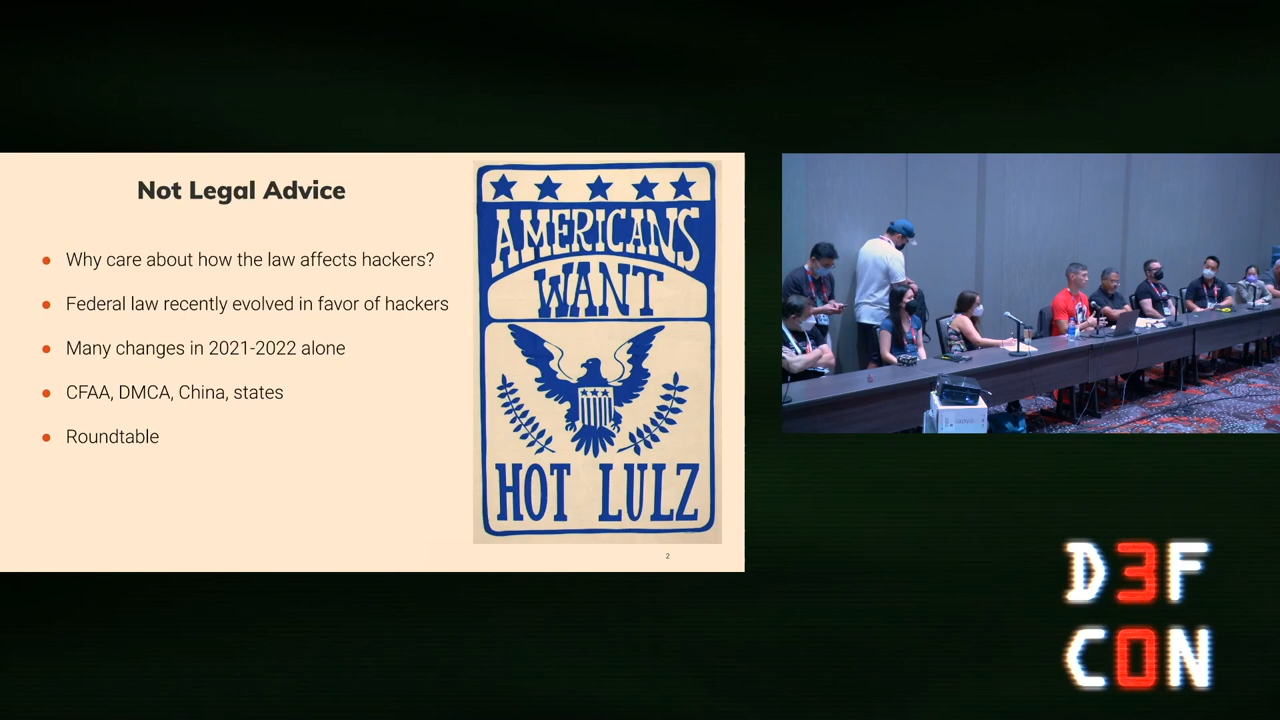 Not Legal Advice
Why care about how the law affects hackers?
Federal law recently evolved in favor of hackers
Many changes in 2021-2022 alone
CFAA, DMCA, China, states
Roundtable
AMERICANS
WANT
HOT LULZ
2
D3F
C0N